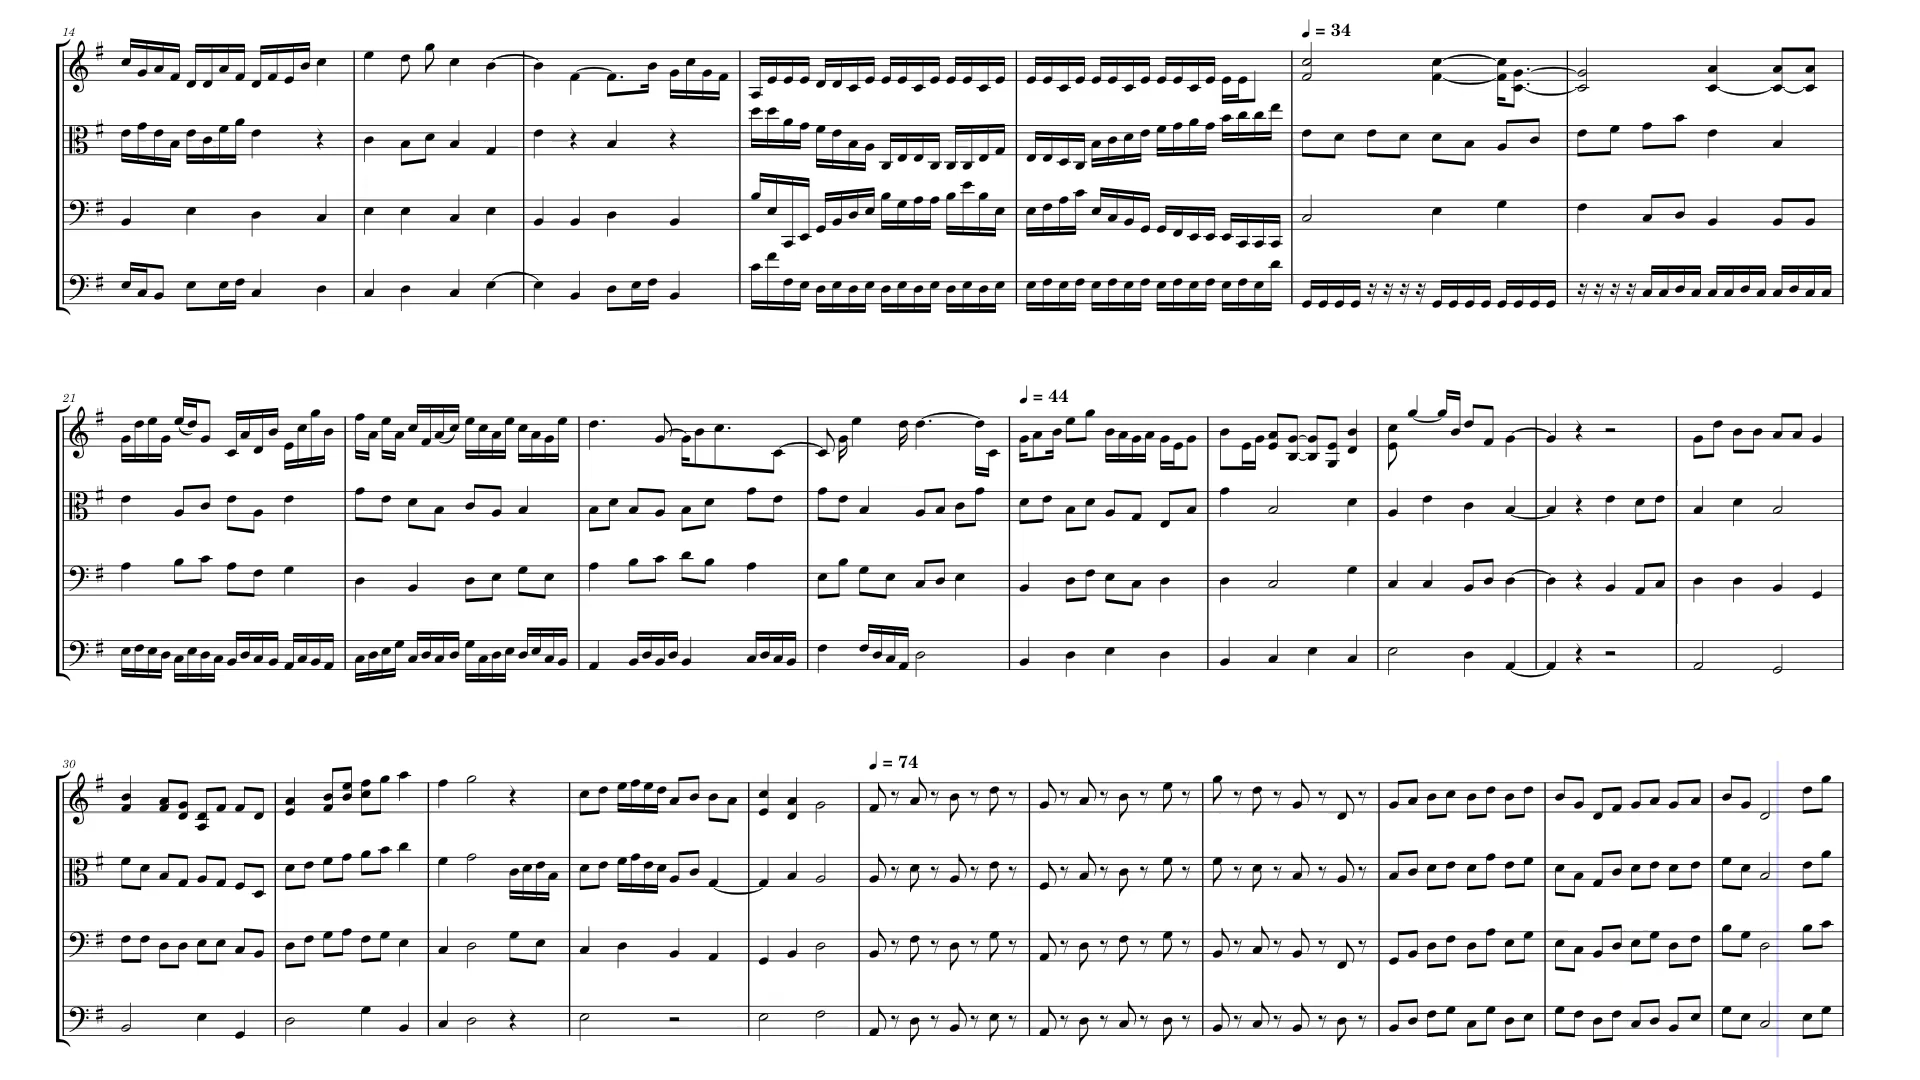 14
♩ = 34
21
♩ = 44
30
♩ = 74